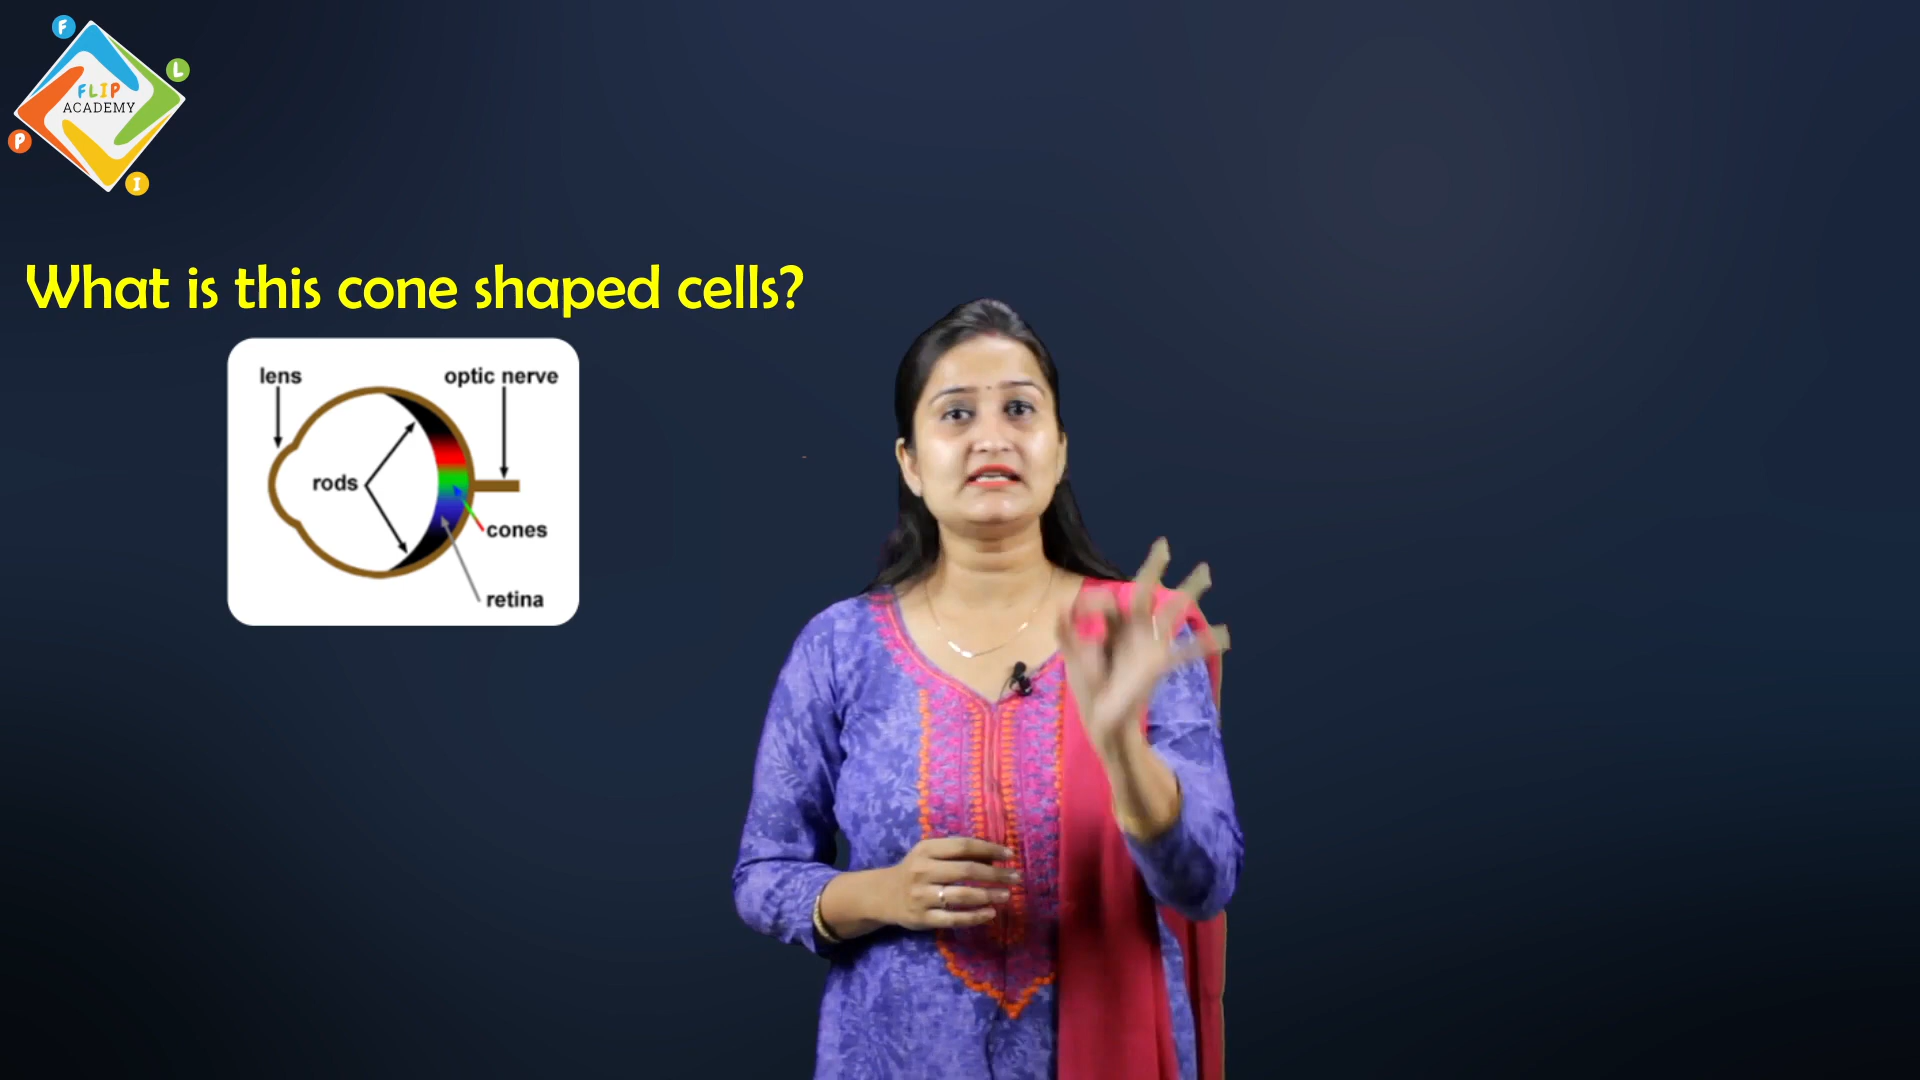 F
L
FLIP
ACADEMY
P
I
What is this cone shaped cells?
lens
optic nerve
rods
cones
retina